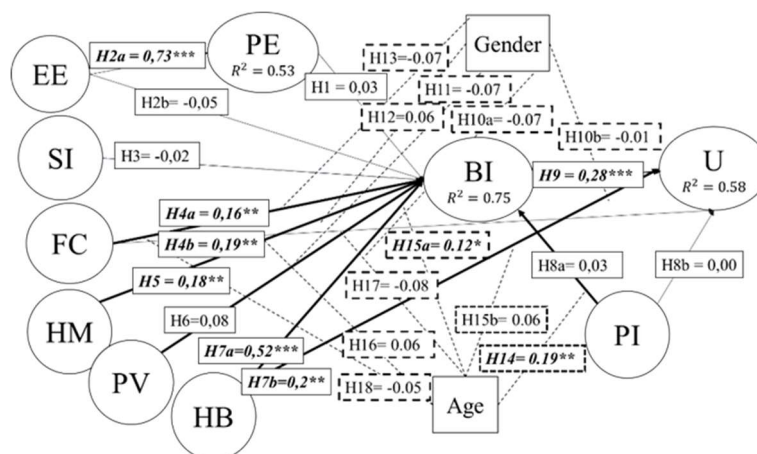 Gender
PE
R² = 0.53
H2a = 0,73***
EE
H13=-0.07
H1 = 0,03
H11= -0.07
H2b= -0,05
H12=0.06
H10a= -0.07
H10b= -0.01
SI
H3= -0,02
BI
R² = 0.75
H9 = 0,28***
U
R² = 0.58
FC
H4a = 0,16**
H4b = 0,19**
H15a= 0.12*
H8a= 0,03
H8b = 0,00
H5 = 0,18**
H17= -0.08
HM
H6=0,08
H15b= 0.06
PI
H7a=0,52***
H16= 0.06
H14= 0.19**
PV
H7b=0,2**
H18= -0.05
HB
Age